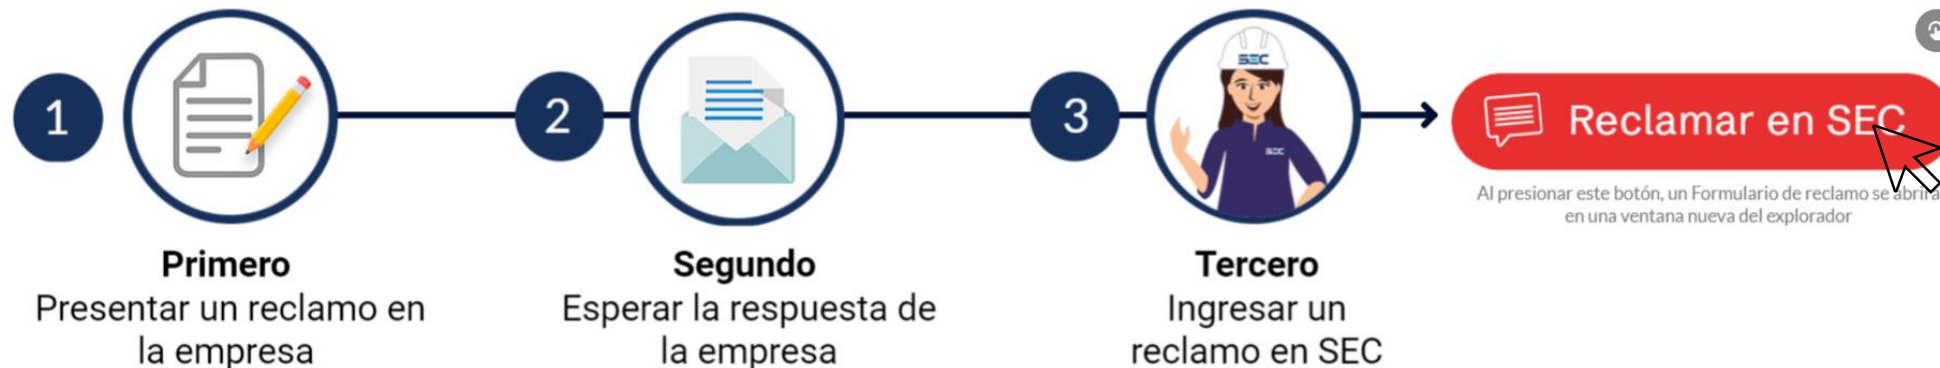 1
2
3
SEC
SEC
Reclamar en SEC
Al presionar este botón, un Formulario de reclamo se abrirá
en una ventana nueva del explorador
Primero
Presentar un reclamo en
la empresa
Segundo
Esperar la respuesta de
la empresa
Tercero
Ingresar un
reclamo en SEC